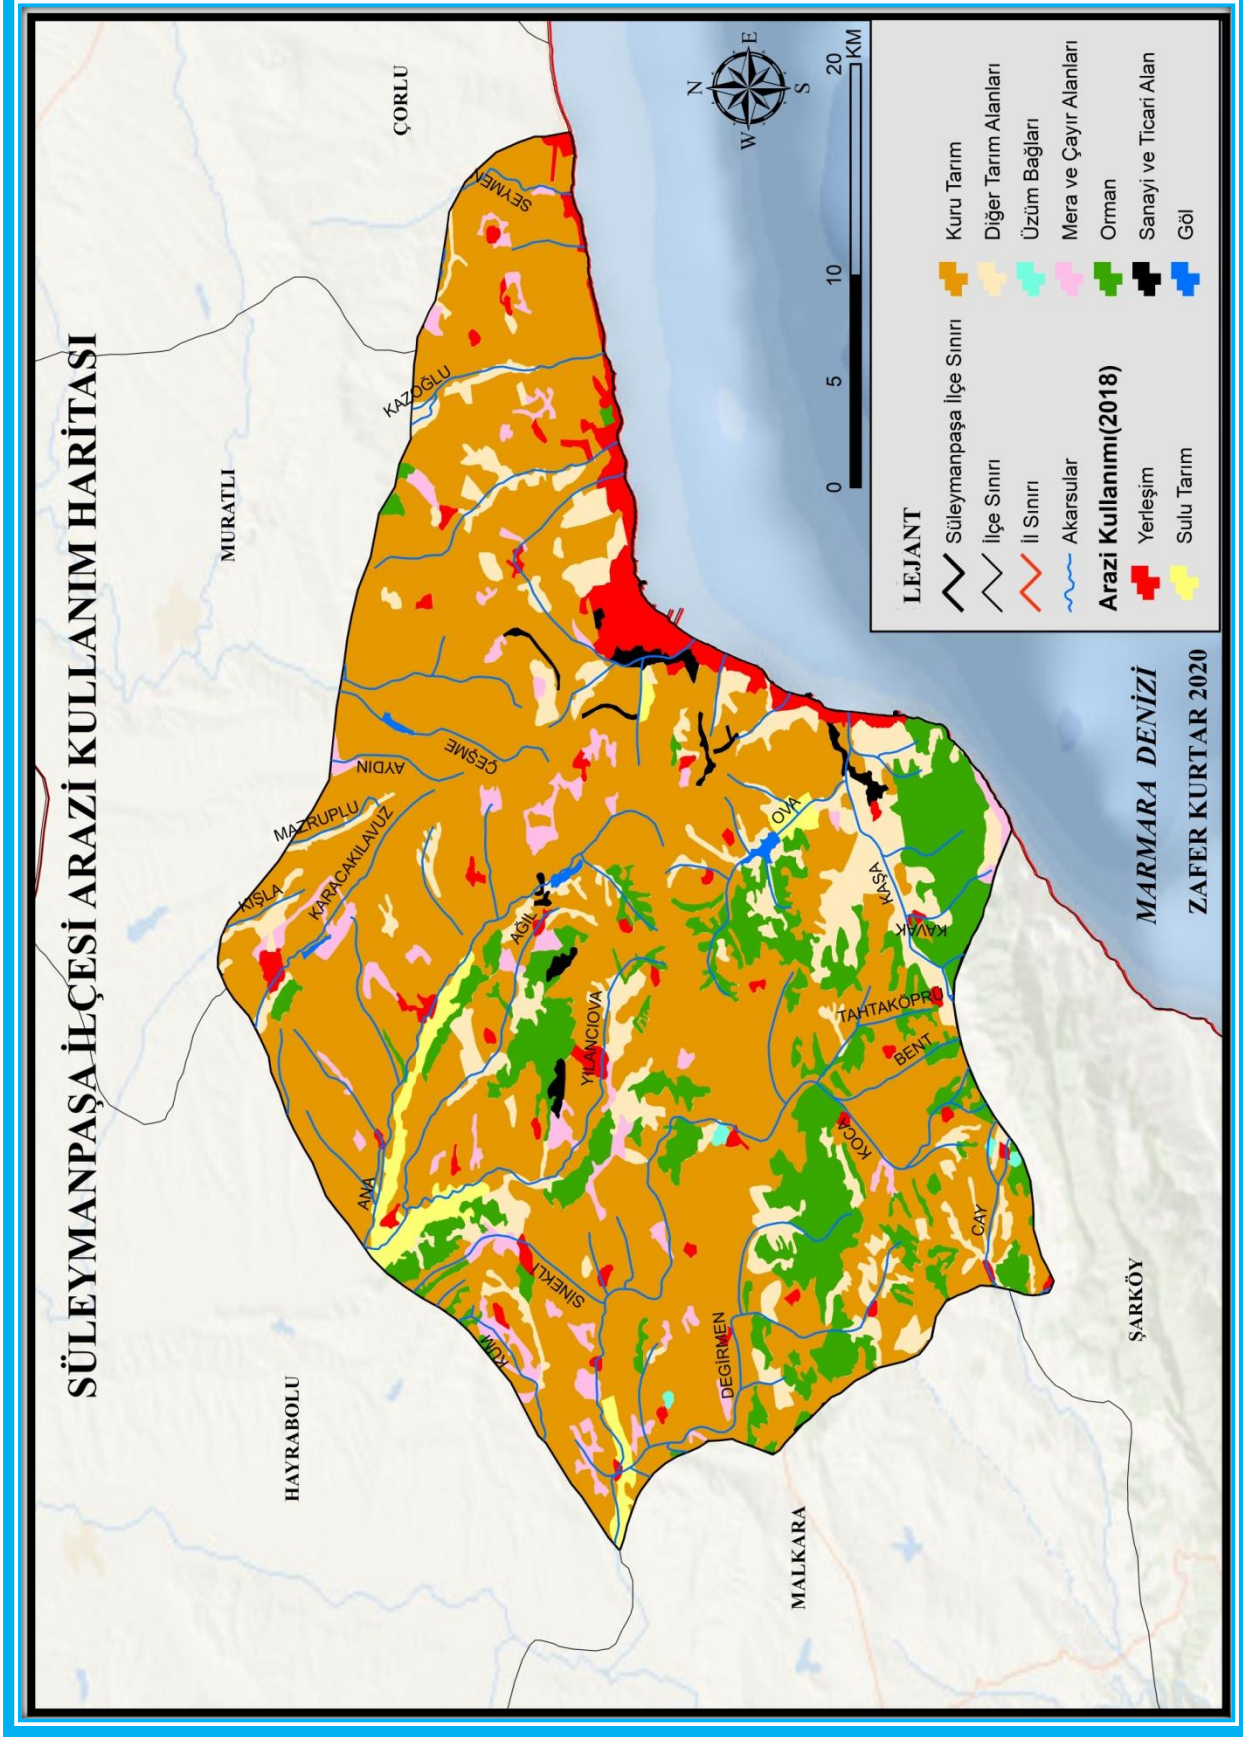 SÜLEYMANPAŞA İLÇESİ ARAZİ KULLANIM HARİTASI
ÇORLU
MURATLI
HAYRABOLU
MALKARA
ŞARKÖY
MARMARA DENİZİ
ZAFER KURTAR 2020
SEYMEN
KAZOĞLU
ÇEŞME
AYDIN
MAZRUPLU
KARACAKILAVUZ
KIŞLA
AĞIL
OVA
KAŞA
KAVAK
TAHTAKÖPRÜ
BENT
YILANCIOVA
KOCA
ÇAY
ANA
SİNEKLİ
KUM
DEGİRMEN
N
E
S
W
0 5 10 20
KM
LEJANT
Süleymanpaşa İlçe Sınırı
İlçe Sınırı
İl Sınırı
Akarsular
Arazi Kullanımı(2018)
Yerleşim
Sulu Tarım
Kuru Tarım
Diğer Tarım Alanları
Üzüm Bağları
Mera ve Çayır Alanları
Orman
Sanayi ve Ticari Alan
Göl